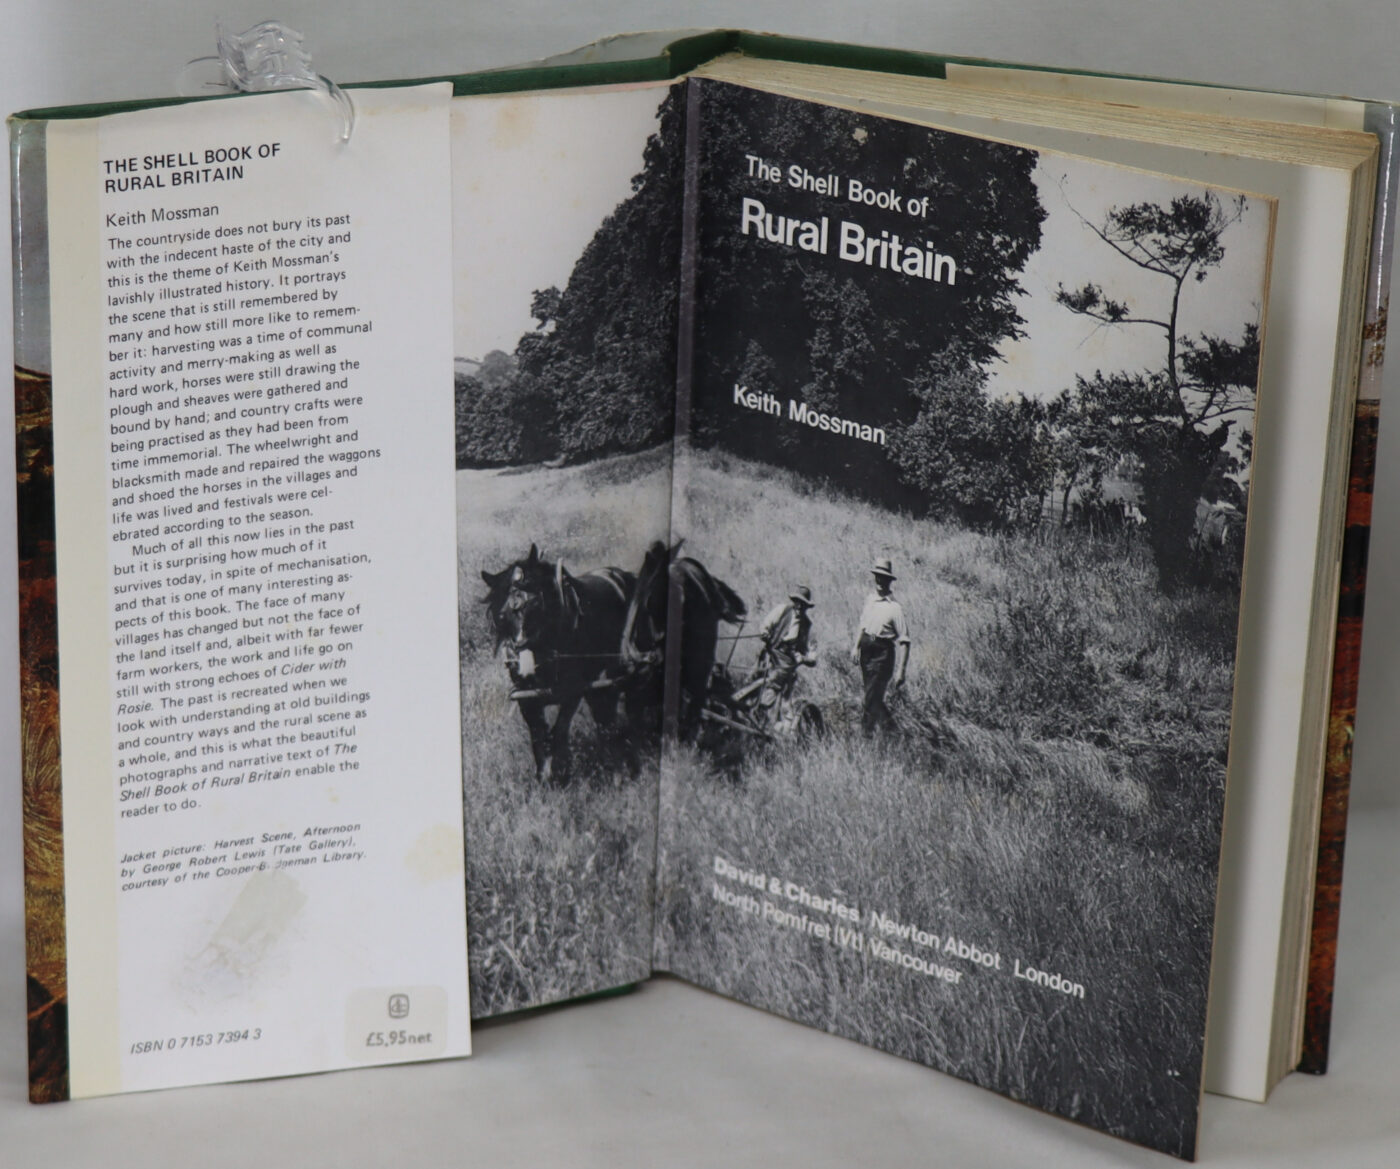 THE SHELL BOOK OF
RURAL BRITAIN
Keith Mossman
The countryside does not bury its past
with the indecent haste of the city and
this is the theme of Keith Mossman's
lavishly illustrated history. It portrays
the scene that is still remembered by
many and how still more like to remem-
ber it: harvesting was a time of communal
activity and merry-making as well as
hard work, horses were still drawing the
plough and sheaves were gathered and
bound by hand; and country crafts were
being practised as they had been from
time immemorial. The wheelwright and
blacksmith made and repaired the waggons
and shoed the horses in the villages and
life was lived and festivals were cel-
ebrated according to the season.
Much of all this now lies in the past
but it is surprising how much of it
survives today, in spite of mechanisation,
and that is one of many interesting as-
pects of this book. The face of many
villages has changed but not the face of
the land itself and, albeit with far fewer
farm workers, the work and life go on
still with strong echoes of Cider with
Rosie. The past is recreated when we
look with understanding at old buildings
and country ways and the rural scene as
a whole, and this is what the beautiful
photographs and narrative text of The
Shell Book of Rural Britain enable the
reader to do.
Jacket picture: Harvest Scene, Afternoon
by George Robert Lewis (Tate Gallery),
courtesy of the Cooper-Bridgeman Library.
ISBN 0 7153 7394 3
£5.95net
The Shell Book of
Rural Britain
Keith Mossman
David & Charles Newton Abbot London
North Pomfret (Vt) Vancouver